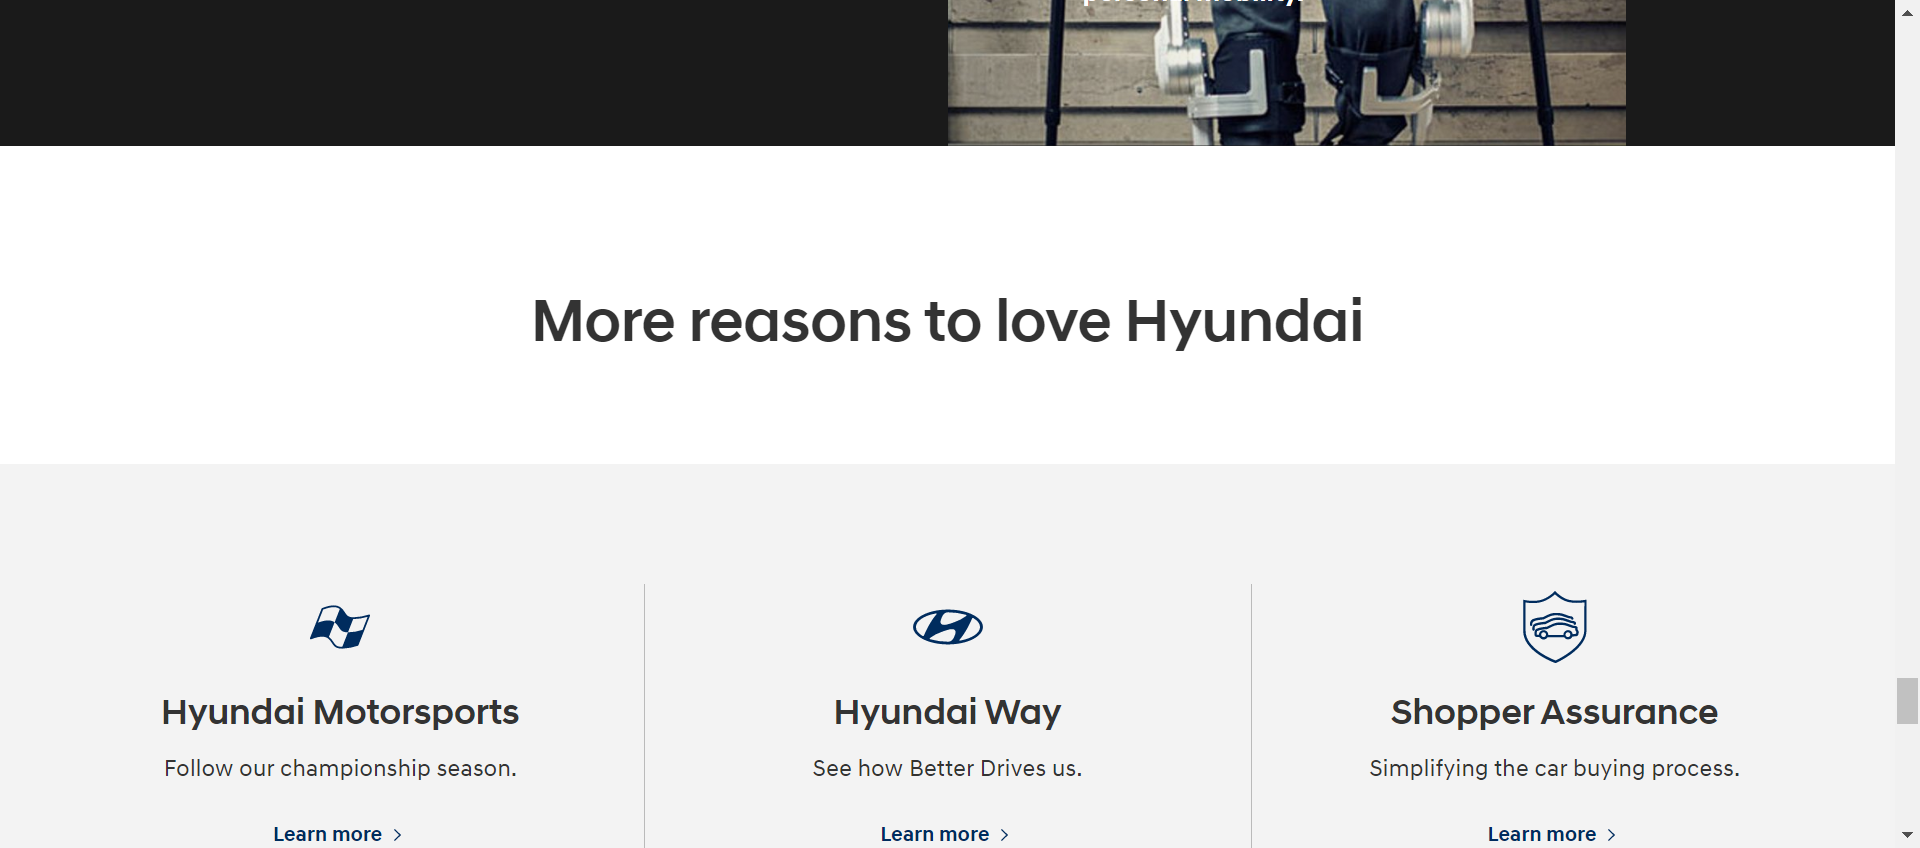 More reasons to love Hyundai
Hyundai Motorsports
Follow our championship season.
Learn more
Hyundai Way
See how Better Drives us.
Learn more
Shopper Assurance
Simplifying the car buying process.
Learn more